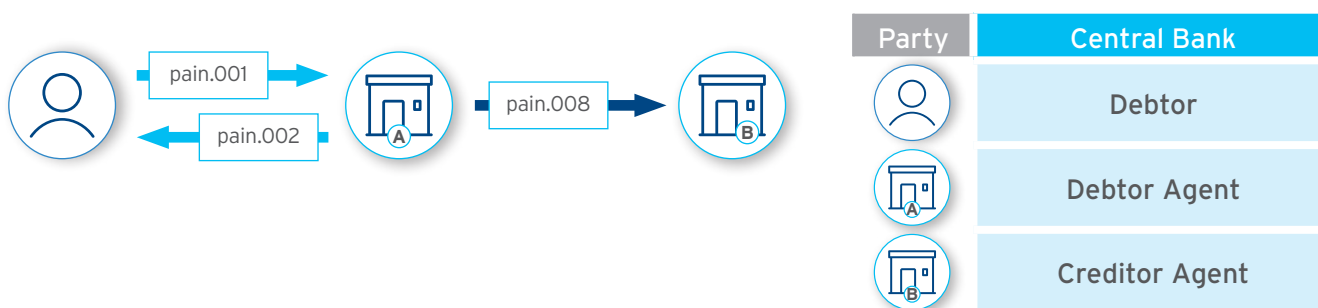 pain.001
pain.002
A
pain.008
B
Party Central Bank
Debtor
A Debtor Agent
B Creditor Agent